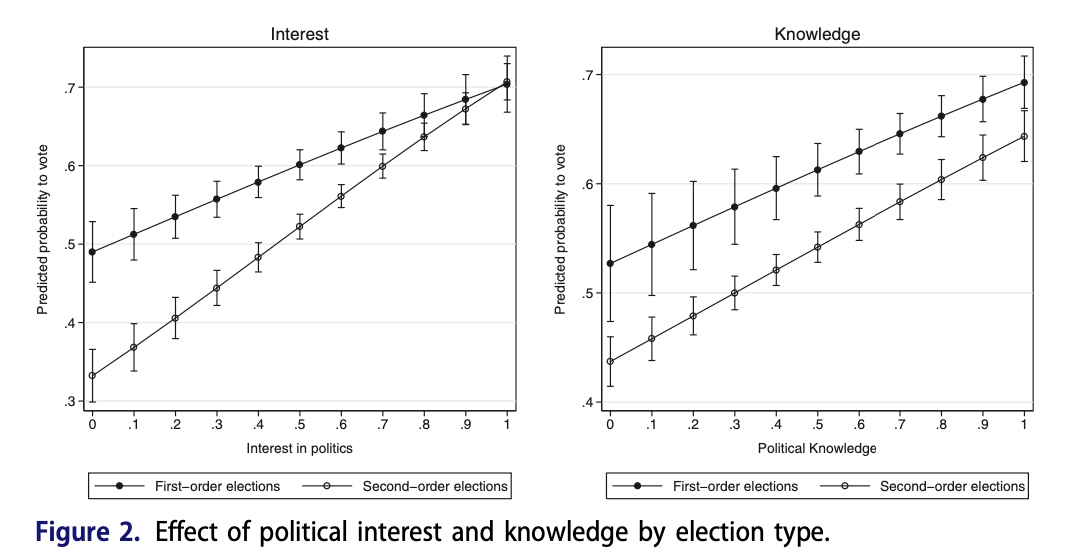 Interest
Predicted probability to vote
.7
.6
.5
.4
.3
0 .1 .2 .3 .4 .5 .6 .7 .8 .9 1
Interest in politics
First–order elections Second–order elections
Knowledge
Predicted probability to vote
.7
.6
.5
.4
0 .1 .2 .3 .4 .5 .6 .7 .8 .9 1
Political Knowledge
First–order elections Second–order elections
Figure 2. Effect of political interest and knowledge by election type.